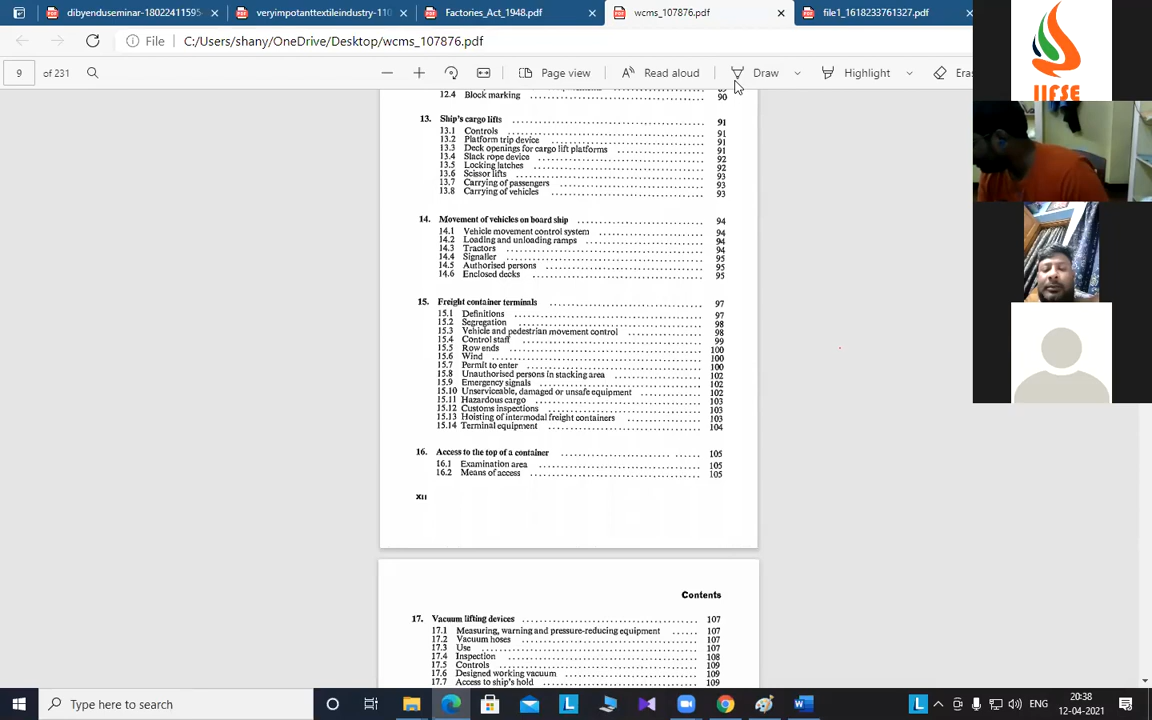 dibyenduseminar-18022411595
veryimpotanttextileindustry-110
Factories_Act_1948.pdf
wcms_107876.pdf
file1_1618233761327.pdf
File C:/Users/shany/OneDrive/Desktop/wcms_107876.pdf
9 of 231
Page view
Read aloud
Draw
Highlight
Eras
IIFSE
12.4 Block marking 90
13. Ship's cargo lifts 91
13.1 Controls 91
13.2 Platform trip device 91
13.3 Deck openings for cargo lift platforms 91
13.4 Slack rope device 92
13.5 Locking latches 92
13.6 Scissor lifts 93
13.7 Carrying of passengers 93
13.8 Carrying of vehicles 93
14. Movement of vehicles on board ship 94
14.1 Vehicle movement control system 94
14.2 Loading and unloading ramps 94
14.3 Tractors 94
14.4 Signaller 95
14.5 Authorised persons 95
14.6 Enclosed decks 95
15. Freight container terminals 97
15.1 Definitions 97
15.2 Segregation 98
15.3 Vehicle and pedestrian movement control 98
15.4 Control staff 99
15.5 Row ends 100
15.6 Wind 100
15.7 Permit to enter 100
15.8 Unauthorised persons in stacking area 102
15.9 Emergency signals 102
15.10 Unserviceable, damaged or unsafe equipment 102
15.11 Hazardous cargo 103
15.12 Customs inspections 103
15.13 Hoisting of intermodal freight containers 103
15.14 Terminal equipment 104
16. Access to the top of a container 105
16.1 Examination area 105
16.2 Means of access 105
XII
Contents
17. Vacuum lifting devices 107
17.1 Measuring, warning and pressure-reducing equipment 107
17.2 Vacuum hoses 107
17.3 Use 107
17.4 Inspection 108
17.5 Controls 109
17.6 Designed working vacuum 109
17.7 Access to ship's hold 109
Type here to search
ENG
20:38
12-04-2021